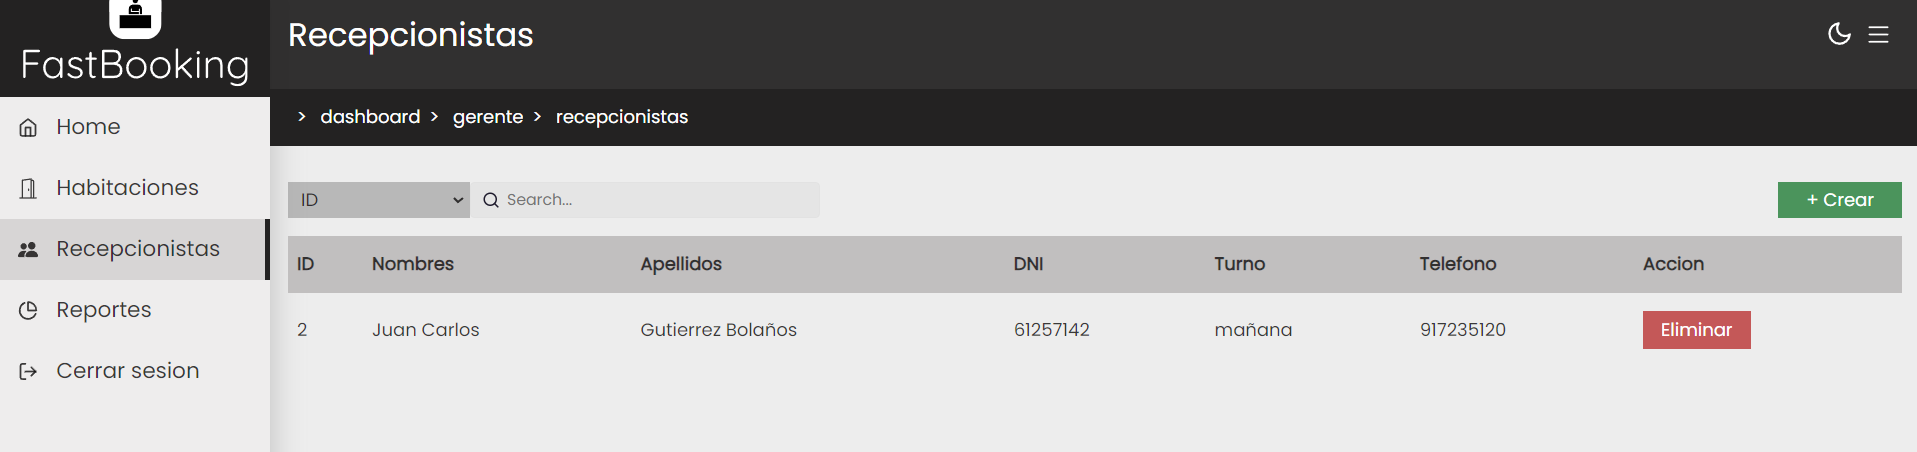 FastBooking
Home
Habitaciones
Recepcionistas
Reportes
Cerrar sesion
Recepcionistas
> dashboard > gerente > recepcionistas
ID Search... + Crear
ID Nombres Apellidos DNI Turno Telefono Accion
2 Juan Carlos Gutierrez Bolaños 61257142 mañana 917235120 Eliminar